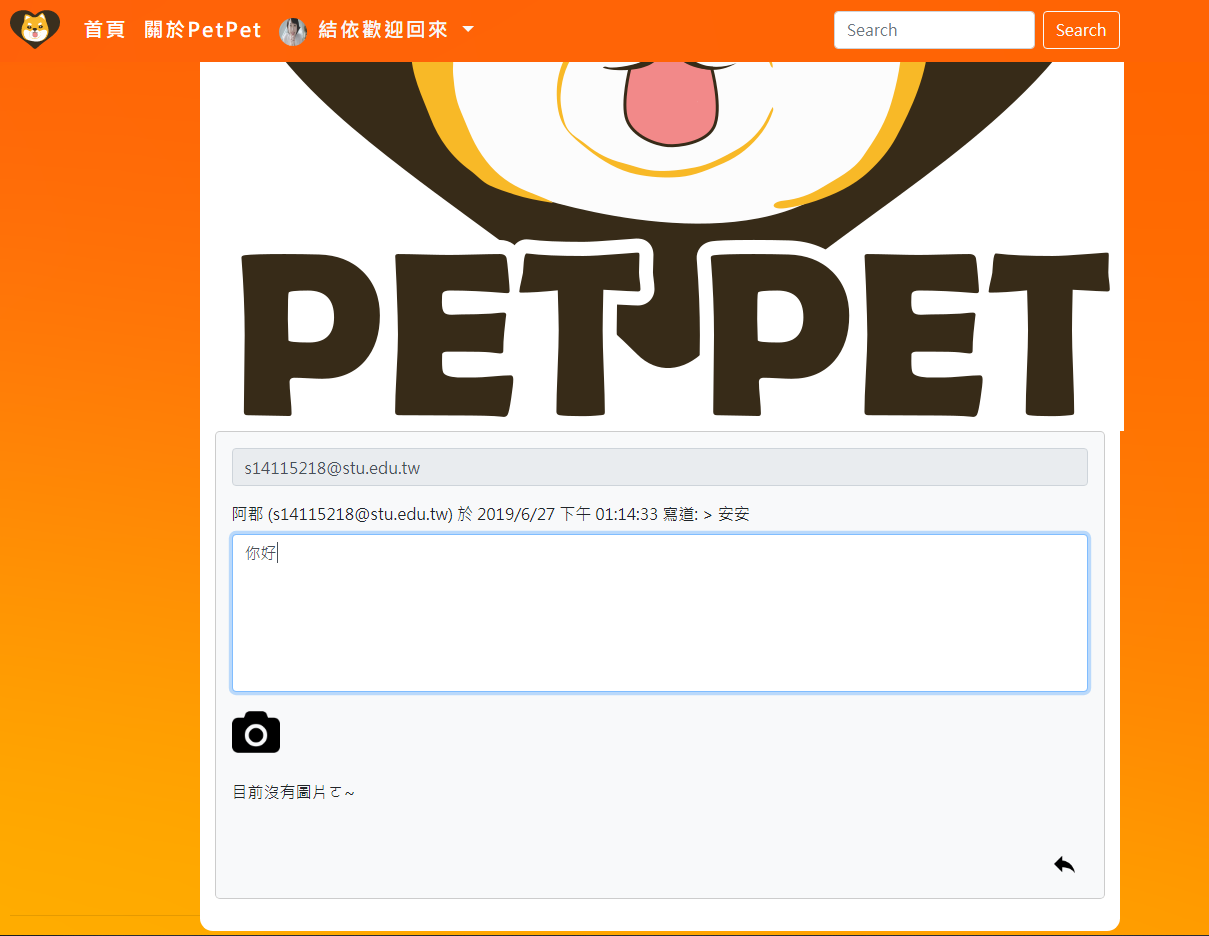 首頁 關於PetPet 結依歡迎回來 Search Search
PETPET
s14115218@stu.edu.tw
阿郡 (s14115218@stu.edu.tw) 於 2019/6/27 下午 01:14:33 寫道: > 安安
你好
目前沒有圖片ㄛ~